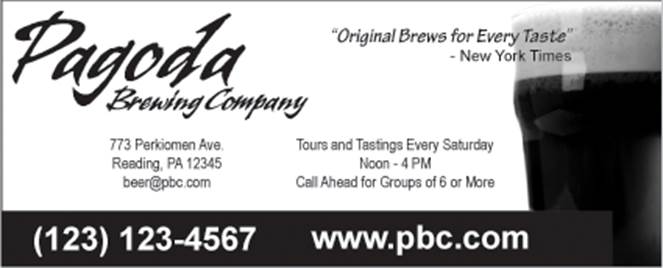 Pagoda
Brewing Company
"Original Brews for Every Taste"
- New York Times
773 Perkiomen Ave.
Reading, PA 12345
beer@pbc.com
Tours and Tastings Every Saturday
Noon - 4 PM
Call Ahead for Groups of 6 or More
(123) 123-4567
www.pbc.com